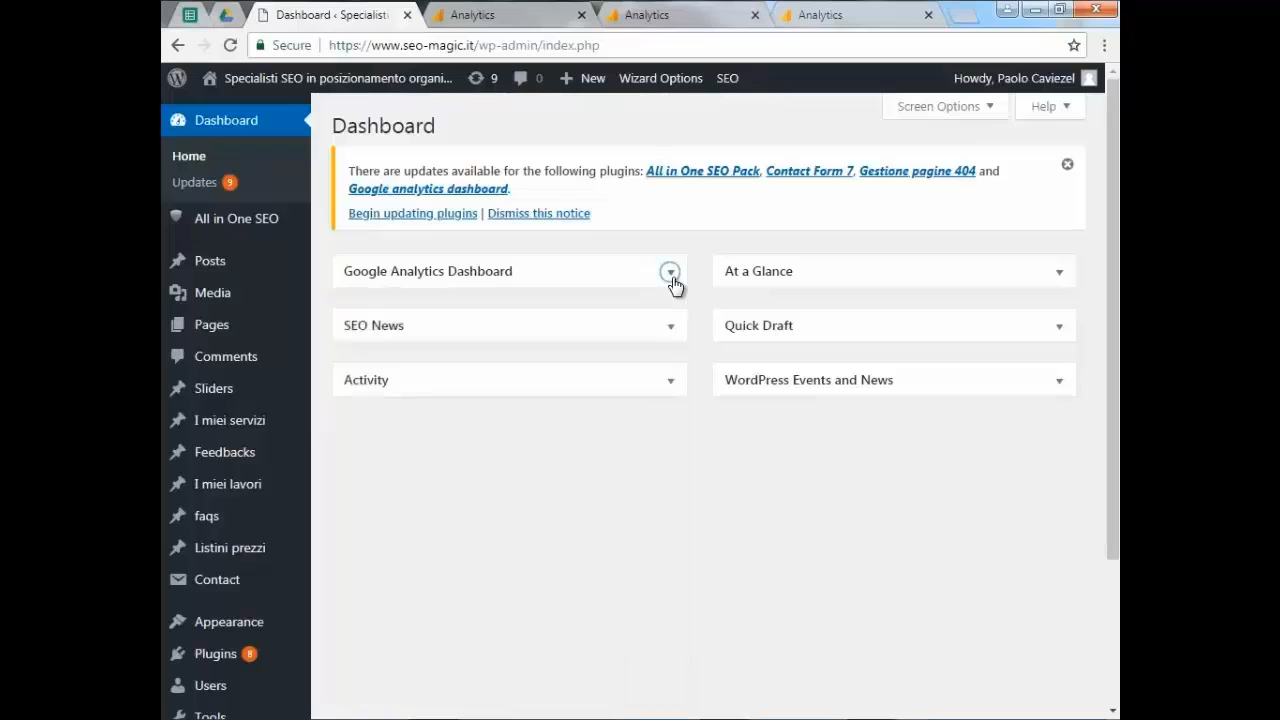 Dashboard ‹ Specialist
Analytics
Analytics
Analytics
Secure
https://www.seo-magic.it/wp-admin/index.php
Specialisti SEO in posizionamento organi...
9
0
New
Wizard Options
SEO
Howdy, Paolo Caviezel
Dashboard
Home
Updates 9
All in One SEO
Posts
Media
Pages
Comments
Sliders
I miei servizi
Feedbacks
I miei lavori
faqs
Listini prezzi
Contact
Appearance
Plugins 8
Users
Tools
Screen Options
Help
Dashboard
There are updates available for the following plugins: All in One SEO Pack, Contact Form 7, Gestione pagine 404 and
Google analytics dashboard.
Begin updating plugins | Dismiss this notice
Google Analytics Dashboard
At a Glance
SEO News
Quick Draft
Activity
WordPress Events and News